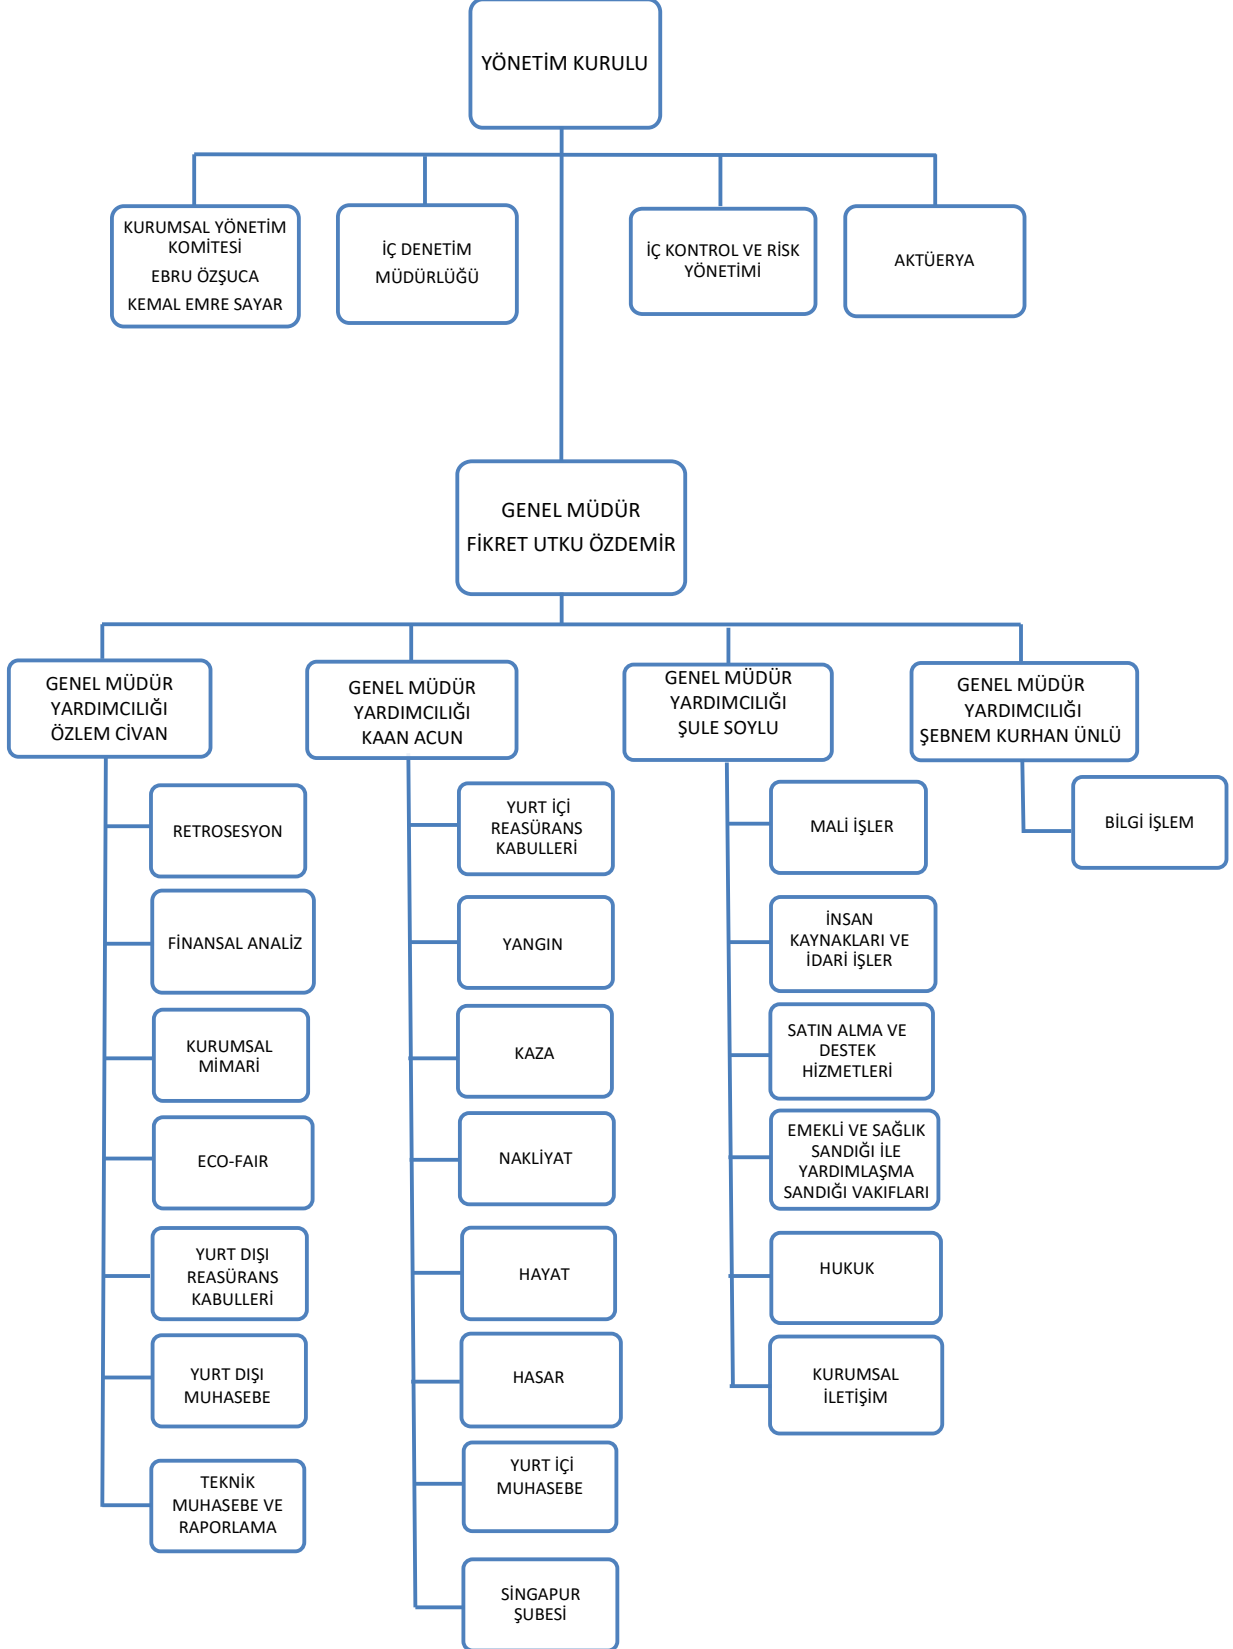 YÖNETİM KURULU
KURUMSAL YÖNETİM
KOMİTESİ
EBRU ÖZŞUCA
KEMAL EMRE SAYAR
İÇ DENETİM
MÜDÜRLÜĞÜ
İÇ KONTROL VE RİSK
YÖNETİMİ
AKTÜERYA
GENEL MÜDÜR
FİKRET UTKU ÖZDEMİR
GENEL MÜDÜR
YARDIMCILIĞI
ÖZLEM CİVAN
RETROSESYON
FİNANSAL ANALİZ
KURUMSAL
MİMARİ
ECO-FAIR
YURT DIŞI
REASÜRANS
KABULLERİ
YURT DIŞI
MUHASEBE
TEKNİK
MUHASEBE VE
RAPORLAMA
GENEL MÜDÜR
YARDIMCILIĞI
KAAN ACUN
YURT İÇİ
REASÜRANS
KABULLERİ
YANGIN
KAZA
NAKLİYAT
HAYAT
HASAR
YURT İÇİ
MUHASEBE
SİNGAPUR
ŞUBESİ
GENEL MÜDÜR
YARDIMCILIĞI
ŞULE SOYLU
MALİ İŞLER
İNSAN
KAYNAKLARI VE
İDARİ İŞLER
SATIN ALMA VE
DESTEK
HİZMETLERİ
EMEKLİ VE SAĞLIK
SANDIĞI İLE
YARDIMLAŞMA
SANDIĞI VAKIFLARI
HUKUK
KURUMSAL
İLETİŞİM
GENEL MÜDÜR
YARDIMCILIĞI
ŞEBNEM KURHAN ÜNLÜ
BİLGİ İŞLEM